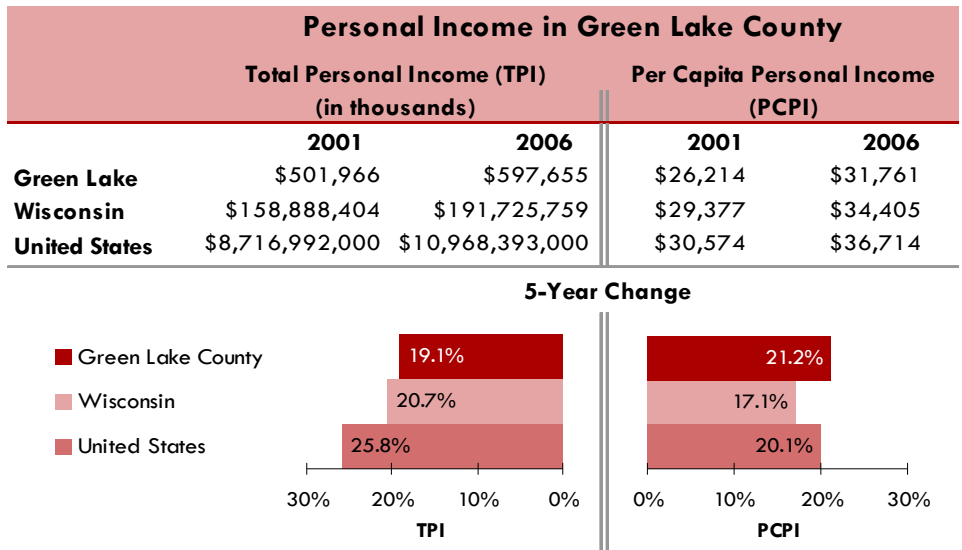 Personal Income in Green Lake County
Total Personal Income (TPI)
(in thousands)
Per Capita Personal Income
(PCPI)
2001 2006 2001 2006
Green Lake $501,966 $597,655 $26,214 $31,761
Wisconsin $158,888,404 $191,725,759 $29,377 $34,405
United States $8,716,992,000 $10,968,393,000 $30,574 $36,714
5-Year Change
Green Lake County 19.1% 21.2%
Wisconsin 20.7% 17.1%
United States 25.8% 20.1%
30% 20% 10% 0% 0% 10% 20% 30%
TPI PCPI